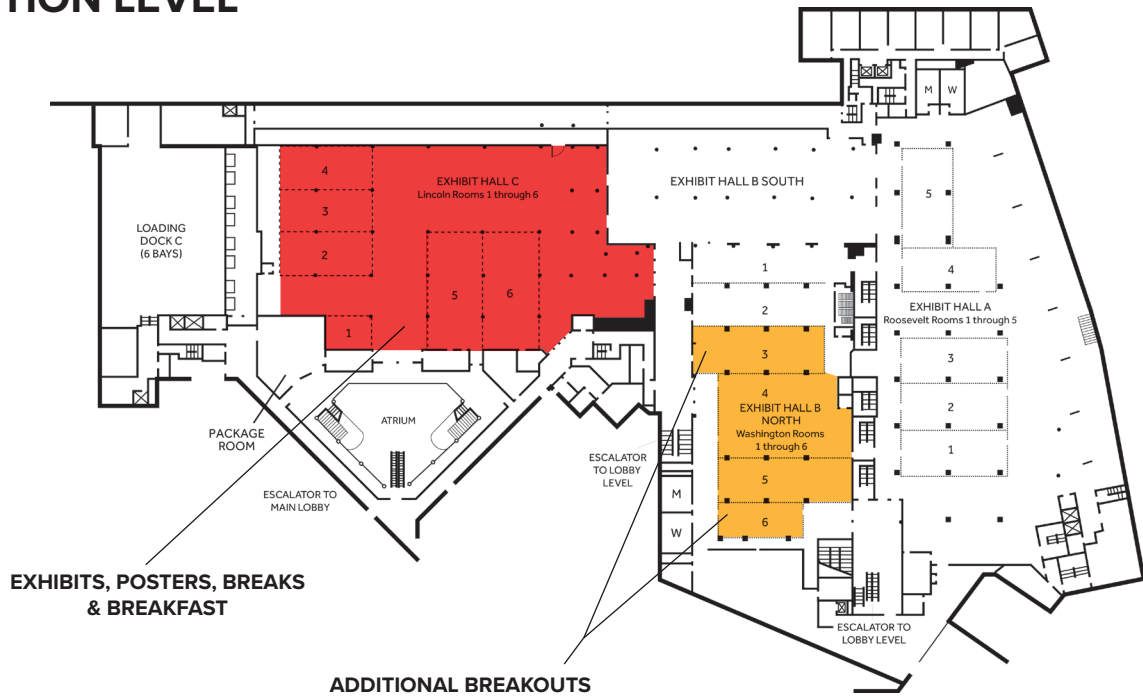 TION LEVEL
M W
4
EXHIBIT HALL C
Lincoln Rooms 1 through 6
EXHIBIT HALL B SOUTH
5
3
LOADING
DOCK C
(6 BAYS)
2
1
4
5
6
2
EXHIBIT HALL A
Roosevelt Rooms 1 through 5
1
3
3
4
2
EXHIBIT HALL B
NORTH
Washington Rooms
1 through 6
ATRIUM
PACKAGE
ROOM
1
ESCALATOR
TO LOBBY
LEVEL
5
M
ESCALATOR TO
MAIN LOBBY
6
W
EXHIBITS, POSTERS, BREAKS
& BREAKFAST
ESCALATOR TO
LOBBY LEVEL
ADDITIONAL BREAKOUTS